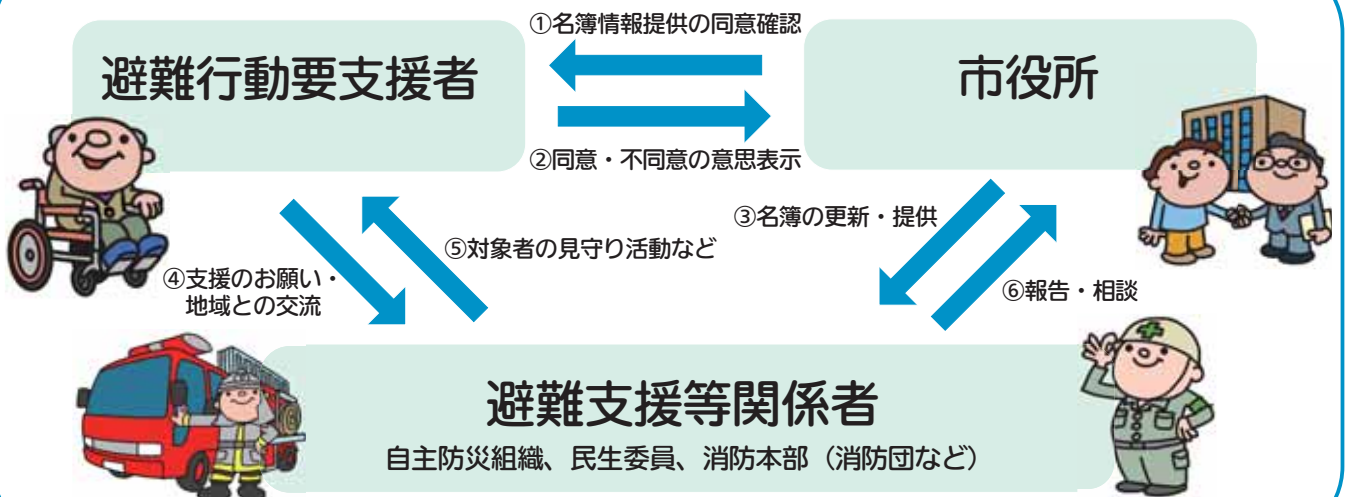 ①名簿情報提供の同意確認
避難行動要支援者
市役所
②同意・不同意の意思表示
③名簿の更新・提供
⑤対象者の見守り活動など
④支援のお願い・
地域との交流
⑥報告・相談
避難支援等関係者
自主防災組織、民生委員、消防本部（消防団など）